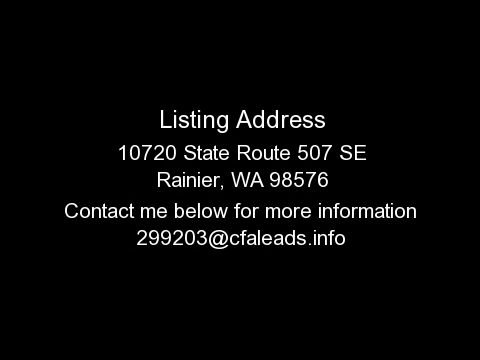 Listing Address
10720 State Route 507 SE
Rainier, WA 98576
Contact me below for more information
299203@cfaleads.info